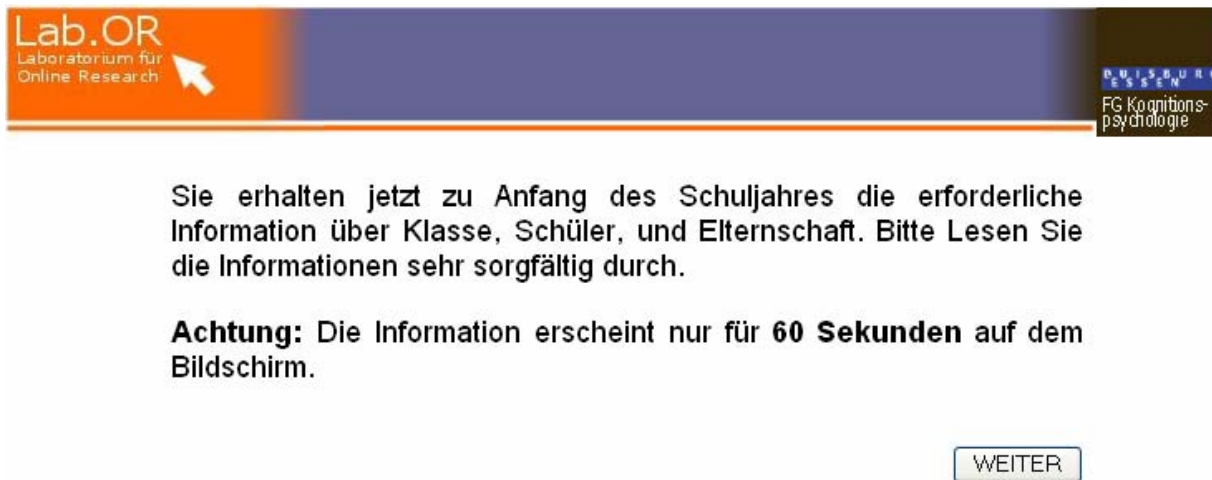 Lab.OR
Laboratorium für
Online Research
DUISBURG
ESSEN
FG Kognitions-
psychologie
Sie erhalten jetzt zu Anfang des Schuljahres die erforderliche
Information über Klasse, Schüler, und Elternschaft. Bitte Lesen Sie
die Informationen sehr sorgfältig durch.
Achtung: Die Information erscheint nur für 60 Sekunden auf dem
Bildschirm.
WEITER